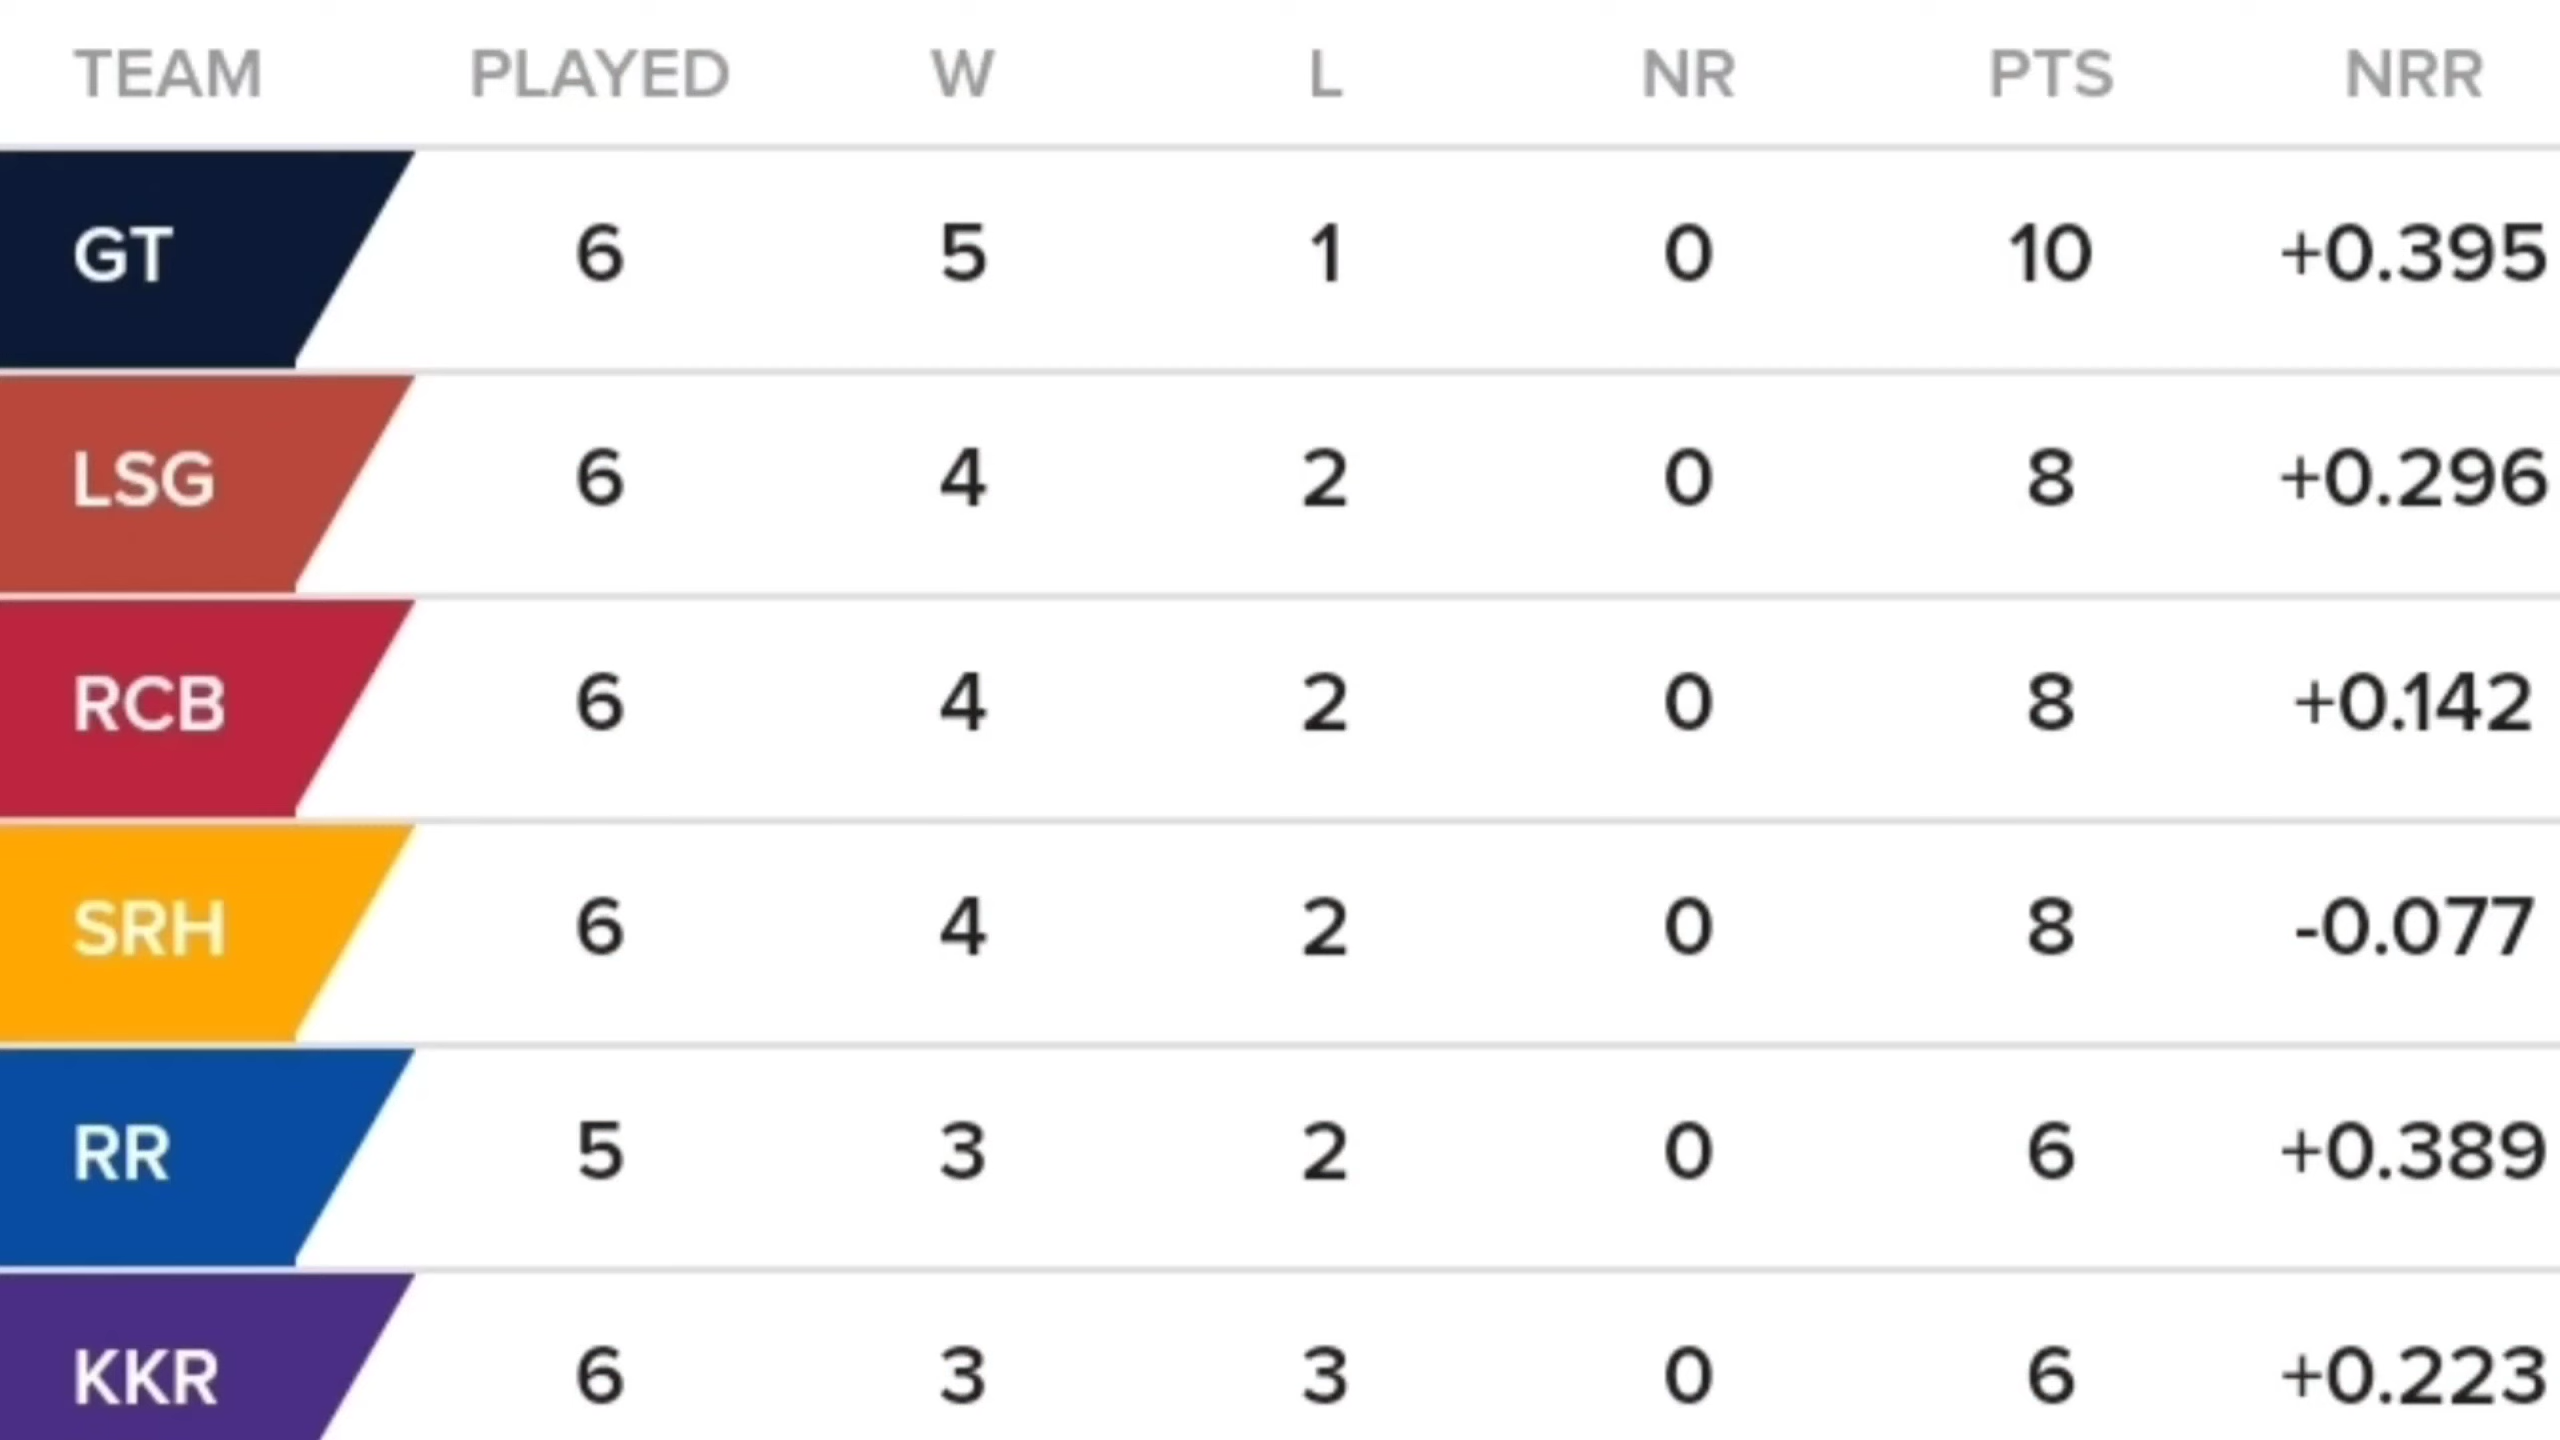 TEAM PLAYED W L NR PTS NRR
GT 6 5 1 0 10 +0.395
LSG 6 4 2 0 8 +0.296
RCB 6 4 2 0 8 +0.142
SRH 6 4 2 0 8 -0.077
RR 5 3 2 0 6 +0.389
KKR 6 3 3 0 6 +0.223